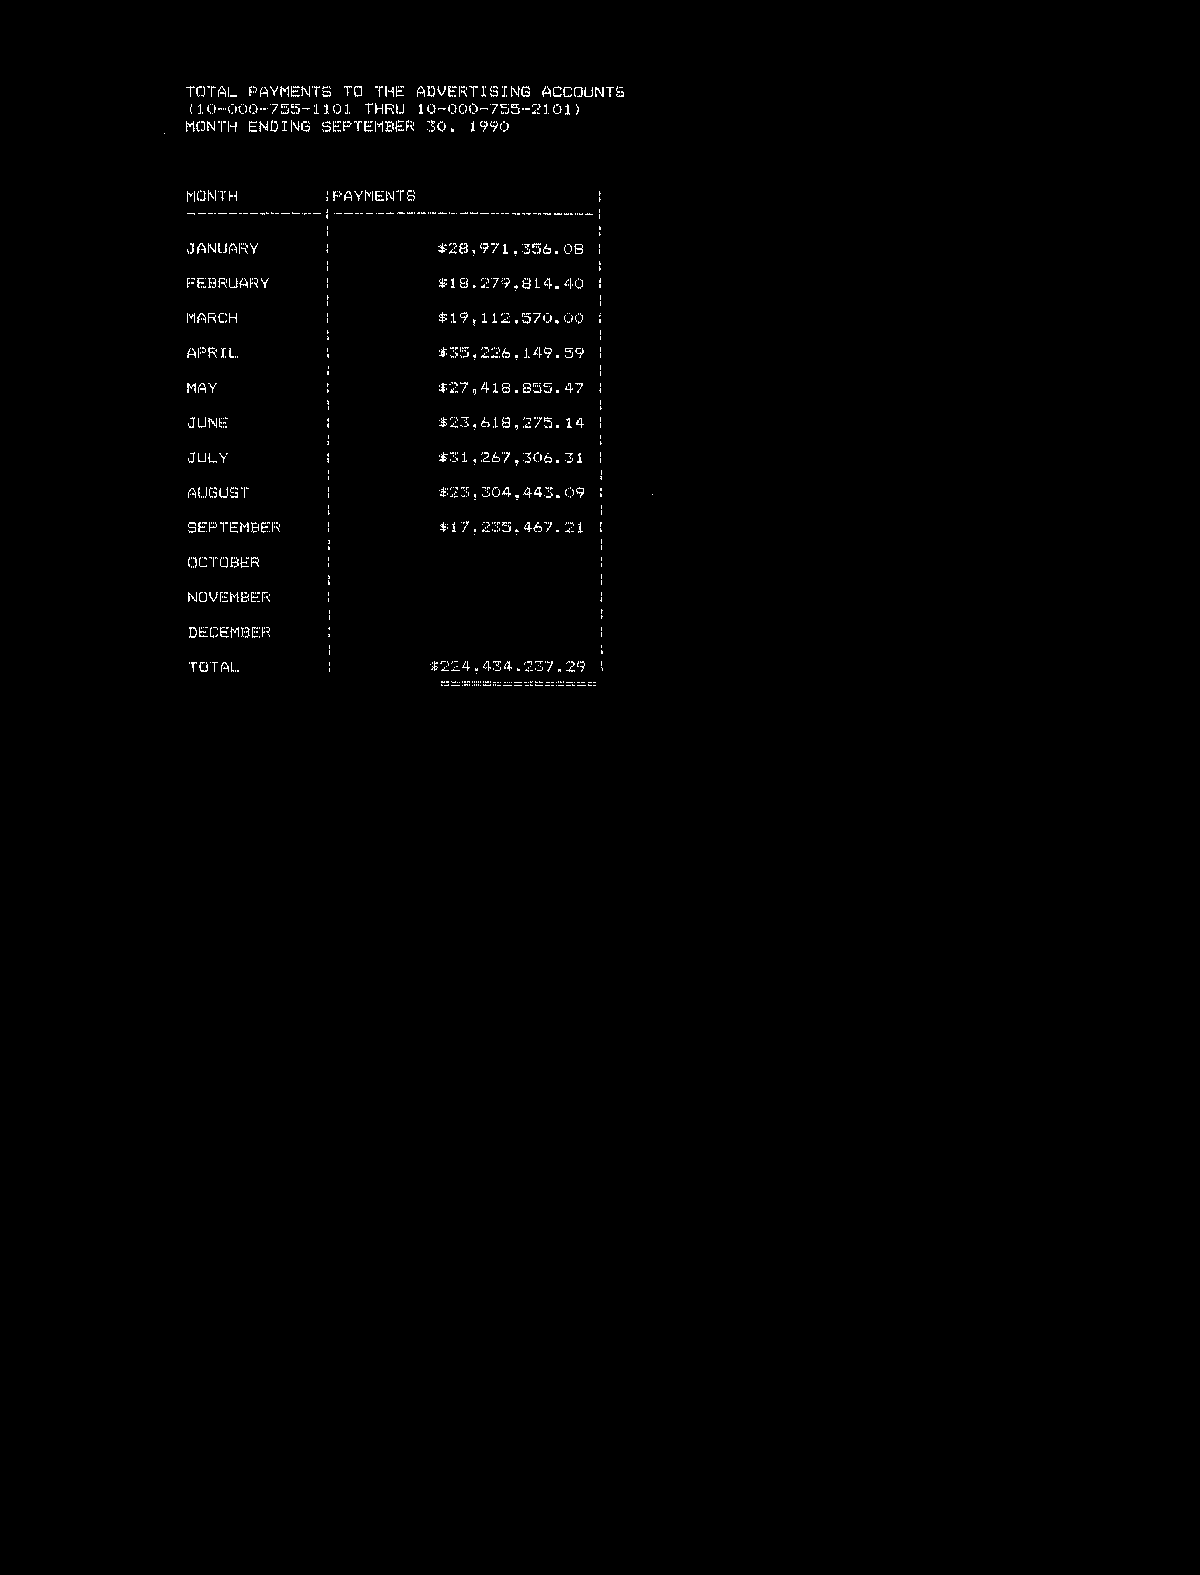 TOTAL PAYMENTS TO THE ADVERTISING ACCOUNTS
(10-000-755-1101 THRU 10-000-755-2101)
MONTH ENDING SEPTEMBER 30, 1990
MONTH PAYMENTS
JANUARY $28,971,356.08
FEBRUARY $18,279,814.40
MARCH $19,112,570.00
APRIL $35,226,149.59
MAY $27,418,855.47
JUNE $23,618,275.14
JULY $31,267,306.31
AUGUST $23,304,443.09
SEPTEMBER $17,235,467.21
OCTOBER
NOVEMBER
DECEMBER
TOTAL $224,434,237.29